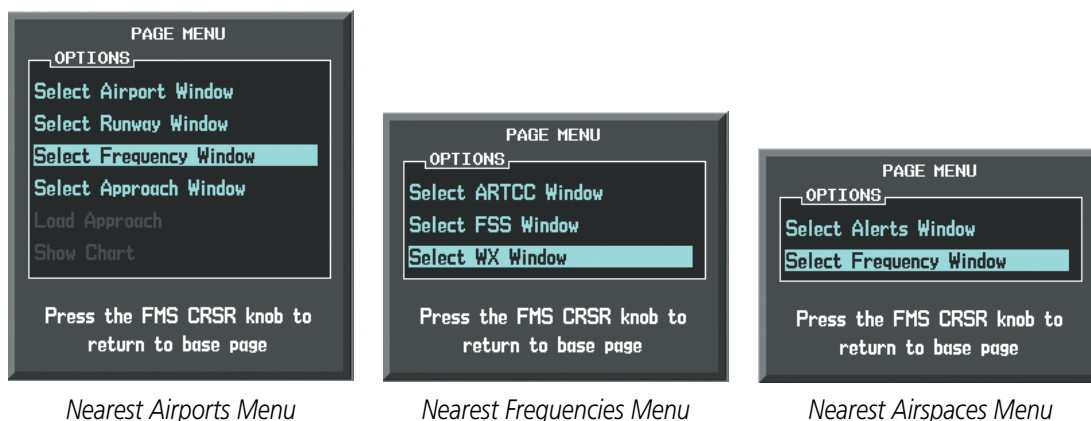 PAGE MENU
OPTIONS
Select Airport Window
Select Runway Window
Select Frequency Window
Select Approach Window
Load Approach
Show Chart
Press the FMS CRSR knob to
return to base page
Nearest Airports Menu
PAGE MENU
OPTIONS
Select ARTCC Window
Select FSS Window
Select WX Window
Press the FMS CRSR knob to
return to base page
Nearest Frequencies Menu
PAGE MENU
OPTIONS
Select Alerts Window
Select Frequency Window
Press the FMS CRSR knob to
return to base page
Nearest Airspaces Menu